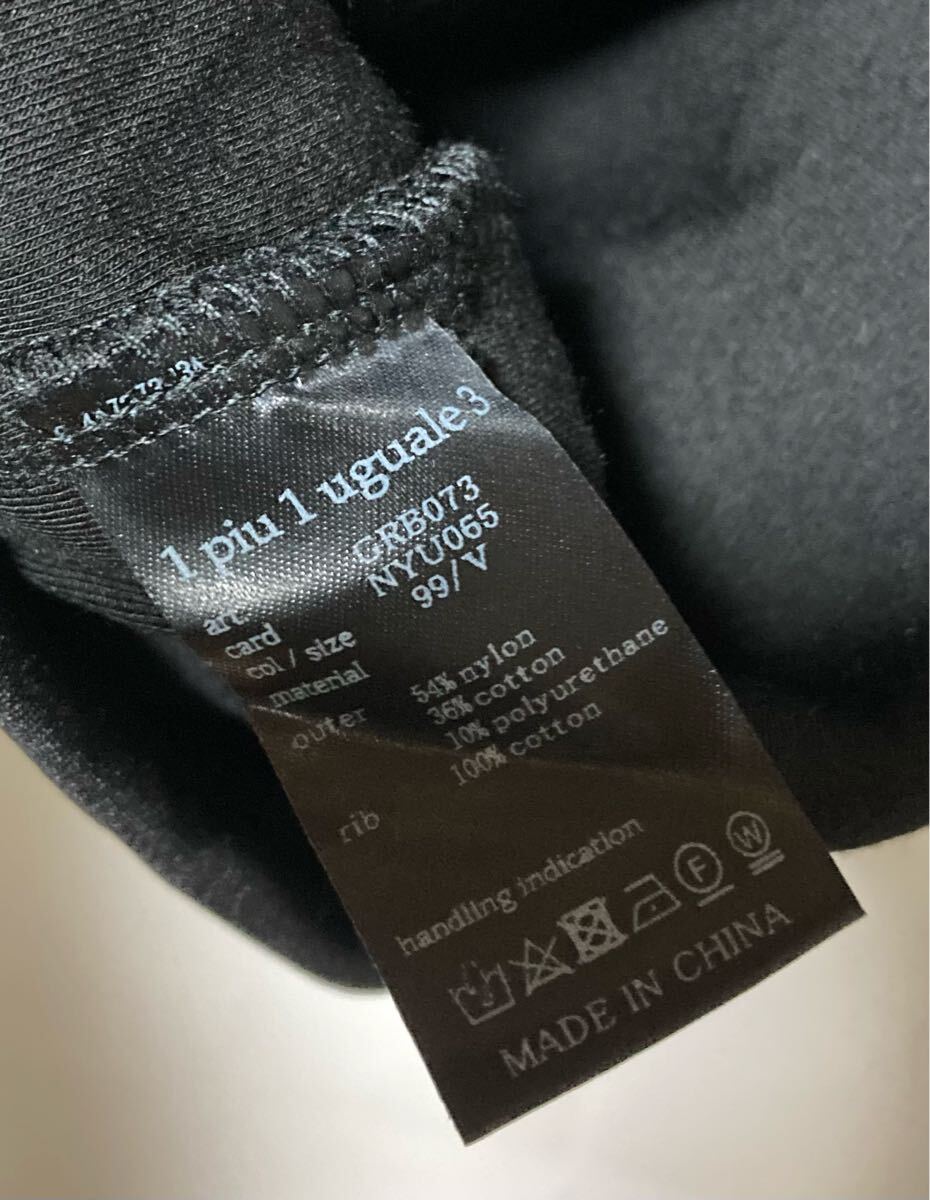 1 piu 1 uguale 3
art. GRB073
card NYU065
col / size 99/V
material
outer 54% nylon
36% cotton
10% polyurethane
rib 100% cotton
handling indication
F W
MADE IN CHINA